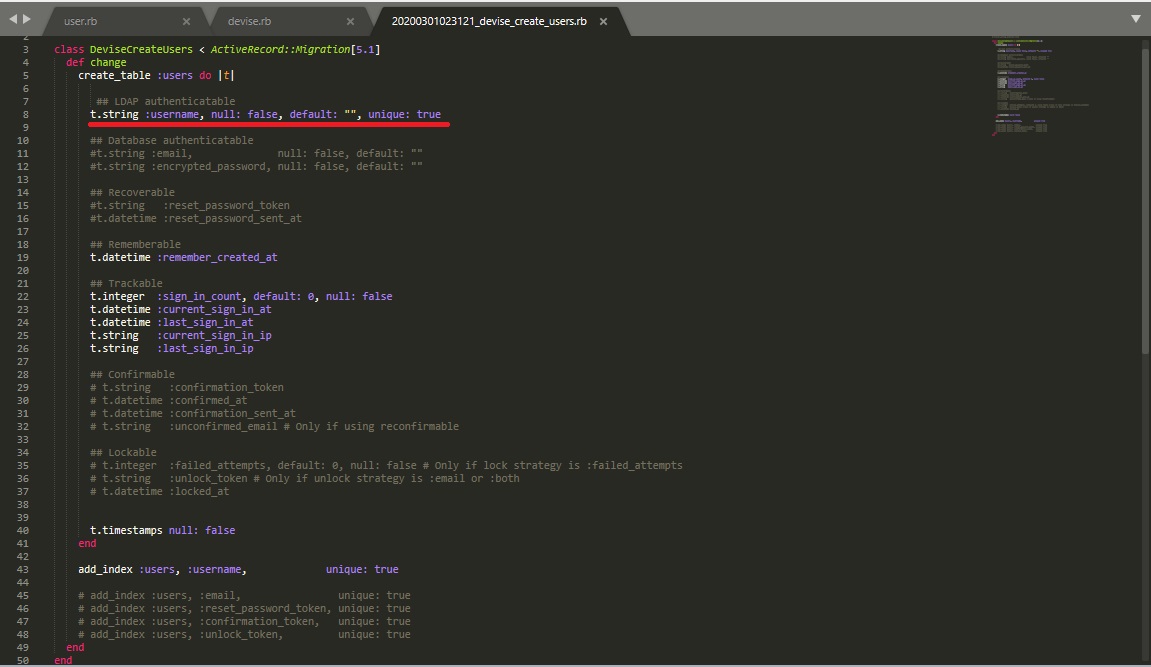 user.rb × devise.rb × 20200301023121_devise_create_users.rb ×
2
3 class DeviseCreateUsers < ActiveRecord::Migration[5.1]
4 def change
5 create_table :users do |t|
6
7 ## LDAP authenticatable
8 t.string :username, null: false, default: "", unique: true
9
10 ## Database authenticatable
11 #t.string :email, null: false, default: ""
12 #t.string :encrypted_password, null: false, default: ""
13
14 ## Recoverable
15 #t.string :reset_password_token
16 #t.datetime :reset_password_sent_at
17
18 ## Rememberable
19 t.datetime :remember_created_at
20
21 ## Trackable
22 t.integer :sign_in_count, default: 0, null: false
23 t.datetime :current_sign_in_at
24 t.datetime :last_sign_in_at
25 t.string :current_sign_in_ip
26 t.string :last_sign_in_ip
27
28 ## Confirmable
29 # t.string :confirmation_token
30 # t.datetime :confirmed_at
31 # t.datetime :confirmation_sent_at
32 # t.string :unconfirmed_email # Only if using reconfirmable
33
34 ## Lockable
35 # t.integer :failed_attempts, default: 0, null: false # Only if lock strategy is :failed_attempts
36 # t.string :unlock_token # Only if unlock strategy is :email or :both
37 # t.datetime :locked_at
38
39
40 t.timestamps null: false
41 end
42
43 add_index :users, :username, unique: true
44
45 # add_index :users, :email, unique: true
46 # add_index :users, :reset_password_token, unique: true
47 # add_index :users, :confirmation_token, unique: true
48 # add_index :users, :unlock_token, unique: true
49 end
50 end